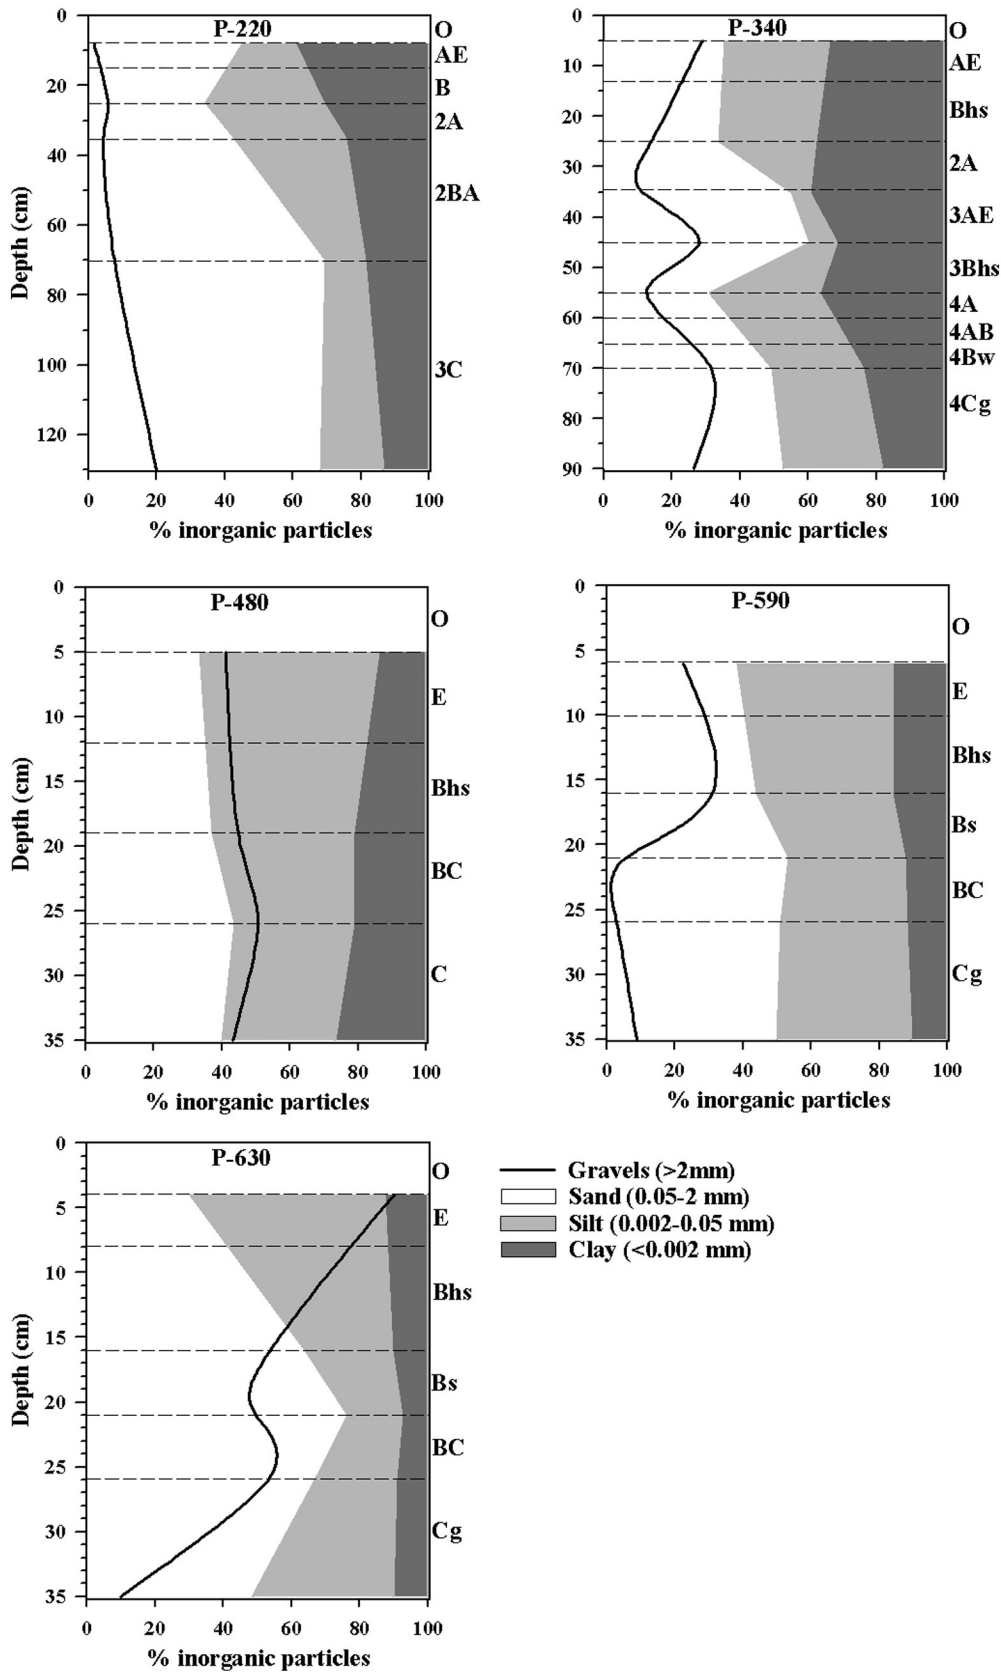 P-220
0
20
40
60
80
100
120
Depth (cm)
O
AE
B
2A
2BA
3C
0 20 40 60 80 100
% inorganic particles
P-340
0
10
20
30
40
50
60
70
80
90
O
AE
Bhs
2A
3AE
3Bhs
4A
4AB
4Bw
4Cg
0 20 40 60 80 100
% inorganic particles
P-480
0
5
10
15
20
25
30
35
Depth (cm)
O
E
Bhs
BC
C
0 20 40 60 80 100
% inorganic particles
P-590
0
5
10
15
20
25
30
35
O
E
Bhs
Bs
BC
Cg
0 20 40 60 80 100
% inorganic particles
P-630
0
5
10
15
20
25
30
35
Depth (cm)
O
E
Bhs
Bs
BC
Cg
0 20 40 60 80 100
% inorganic particles
Gravels (>2mm)
Sand (0.05-2 mm)
Silt (0.002-0.05 mm)
Clay (<0.002 mm)